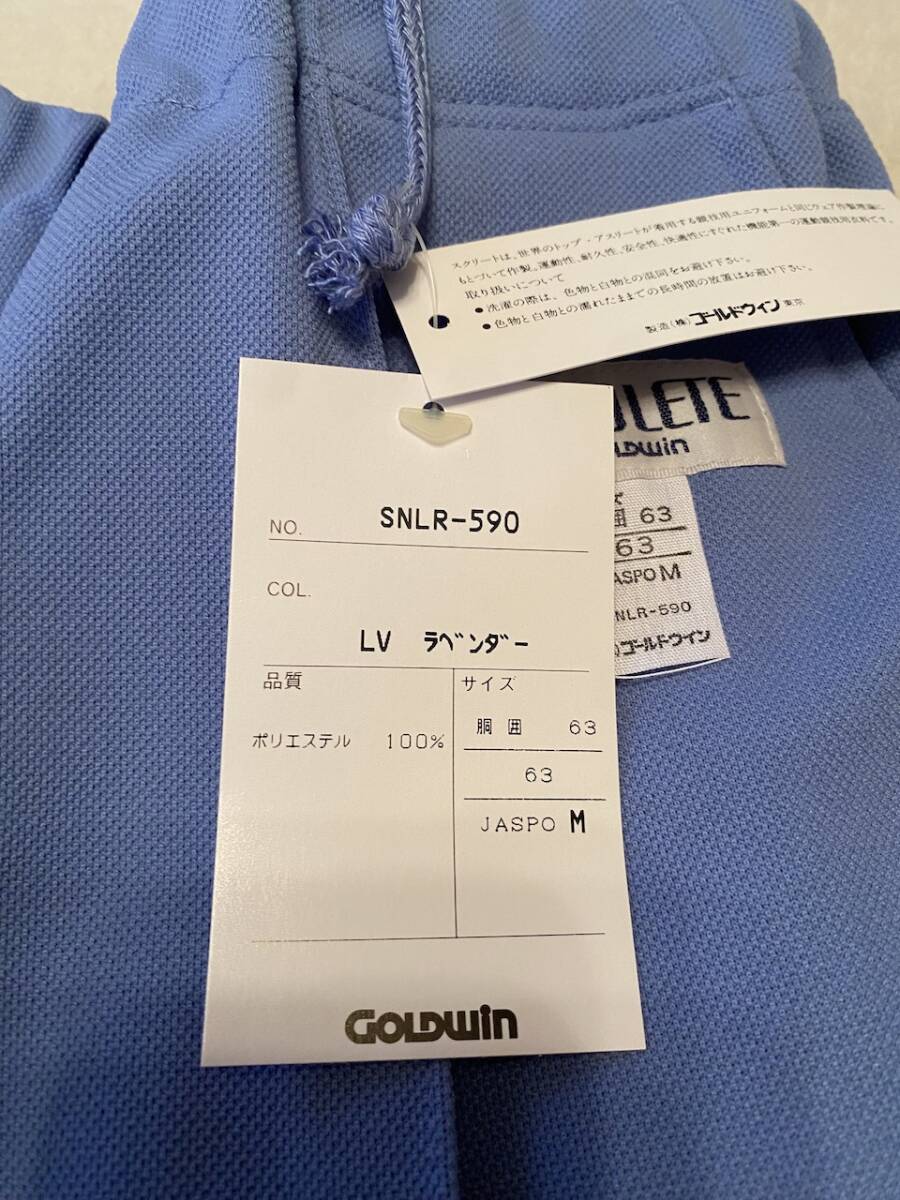 スクリートは、世界のトップ・アスリートが着用する競技用ユニフォームと同じウェア作製理論に
もとづいて作製。運動性、耐久性、安全性、快適性にすぐれた機能第一の運動競技用衣料です。
取り扱いについて
●洗濯の際は、色物と白物との混同をお避け下さい。
●色物と白物との濡れたままでの長時間の放置はお避け下さい。
製造(株)ゴールドウイン東京
ULETE
LDWin
囲 63
63
ASPO M
NLR-590
ゴールドウイン
NO. SNLR-590
COL.
LV ラベンダー
品質
ポリエステル 100%
サイズ
胴囲 63
63
JASPO M
GOLDWin